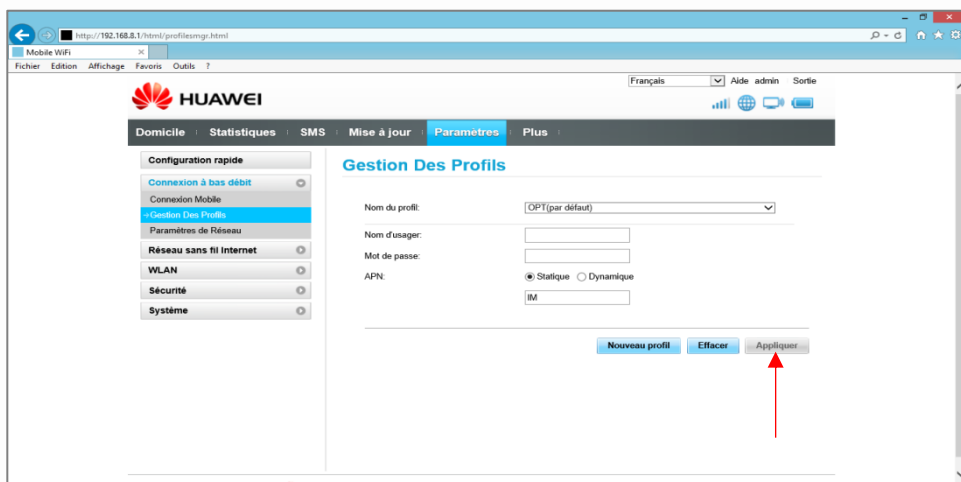 http://192.168.8.1/html/profilesmgr.html
Mobile WiFi
Fichier Edition Affichage Favoris Outils ?
Français Aide admin Sortie
HUAWEI
Domicile Statistiques SMS Mise à jour Paramètres Plus
Configuration rapide
Gestion Des Profils
Connexion à bas débit
Connexion Mobile
Nom du profil: OPT(par défaut)
→Gestion Des Profils
Paramètres de Réseau
Nom d'usager:
Réseau sans fil Internet
Mot de passe:
WLAN
APN: Statique Dynamique
Sécurité
IM
Système
Nouveau profil Effacer Appliquer